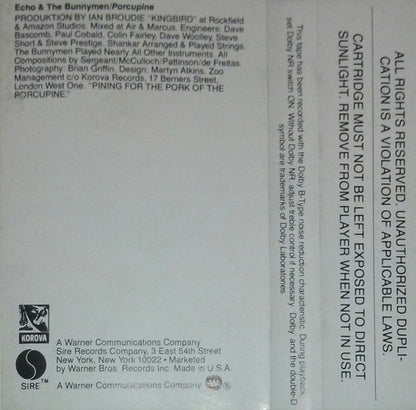 Echo & The Bunnymen/Porcupine
PRODUKTION BY IAN BROUDIE "KINGBIRD" at Rockfield
& Amazon Studios. Mixed at Air & Marcus. Engineers: Dave
Bascomb, Paul Cobald, Colin Fairley, Dave Woolley, Steve
Short & Steve Prestige. Shankar Arranged & Played Strings.
The Bunnymen Played Nearly All Other Instruments. All
Compositions by Sergeant/McCulloch/Pattinson/de Freitas.
Photography: Brian Griffin. Design: Martyn Atkins. Zoo
Management c/o Korova Records, 17 Berners Street,
London West One. "PINING FOR THE PORK OF THE
PORCUPINE."
KOROVA
SIRE™
A Warner Communications Company
Sire Records Company, 3 East 54th Street
New York, New York 10022 • Marketed
by Warner Bros. Records Inc. Made in U.S.A.
A Warner Communications Company
This tape has been recorded with the Dolby B-Type noise reduction characteristic. During playback,
set Dolby NR switch ON. Without Dolby NR, adjust treble control if necessary. Dolby and the double-D
symbol are trademarks of Dolby Laboratories.
ALL RIGHTS RESERVED. UNAUTHORIZED DUPLI-
CATION IS A VIOLATION OF APPLICABLE LAWS.
CARTRIDGE MUST NOT BE LEFT EXPOSED TO DIRECT
SUNLIGHT. REMOVE FROM PLAYER WHEN NOT IN USE.